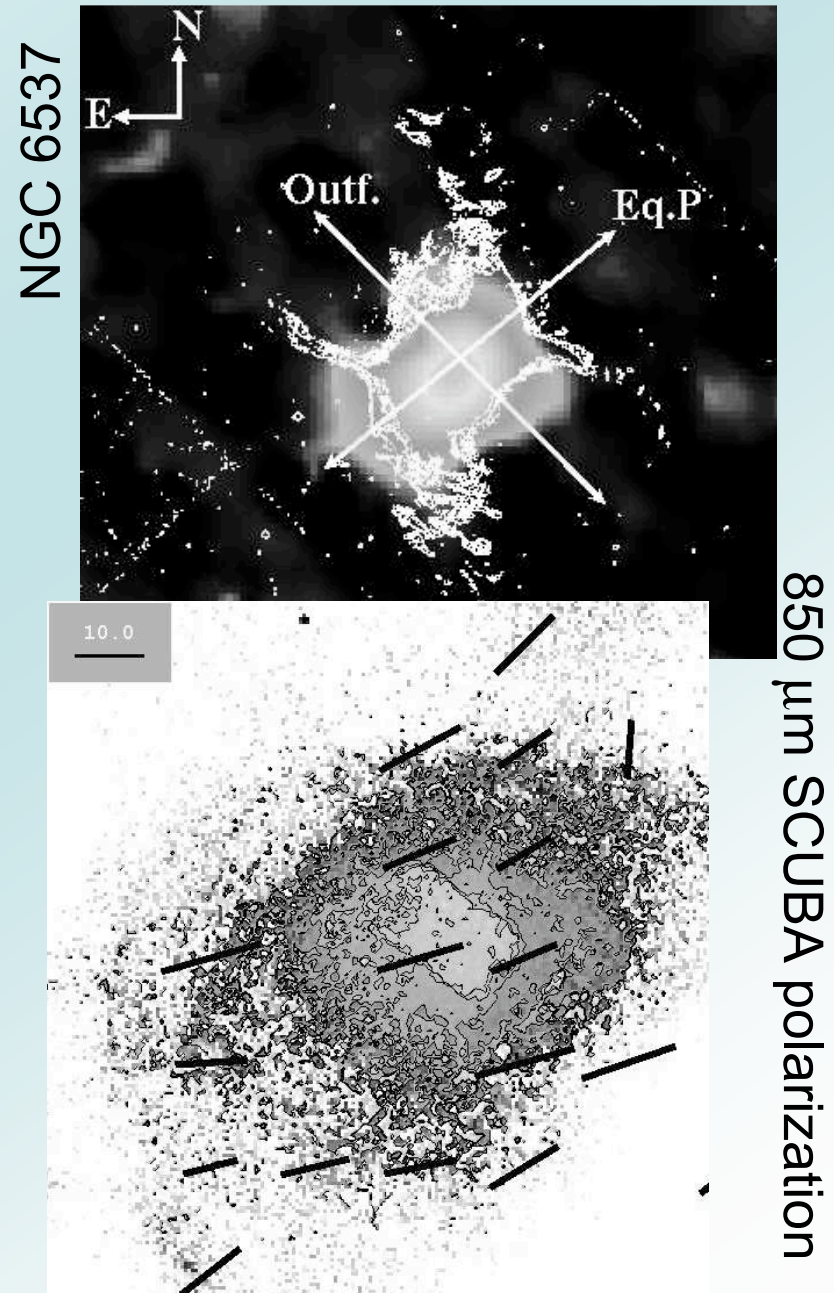 NGC 6537
N
E
Outf.
Eq.P
10.0
850 μm SCUBA polarization